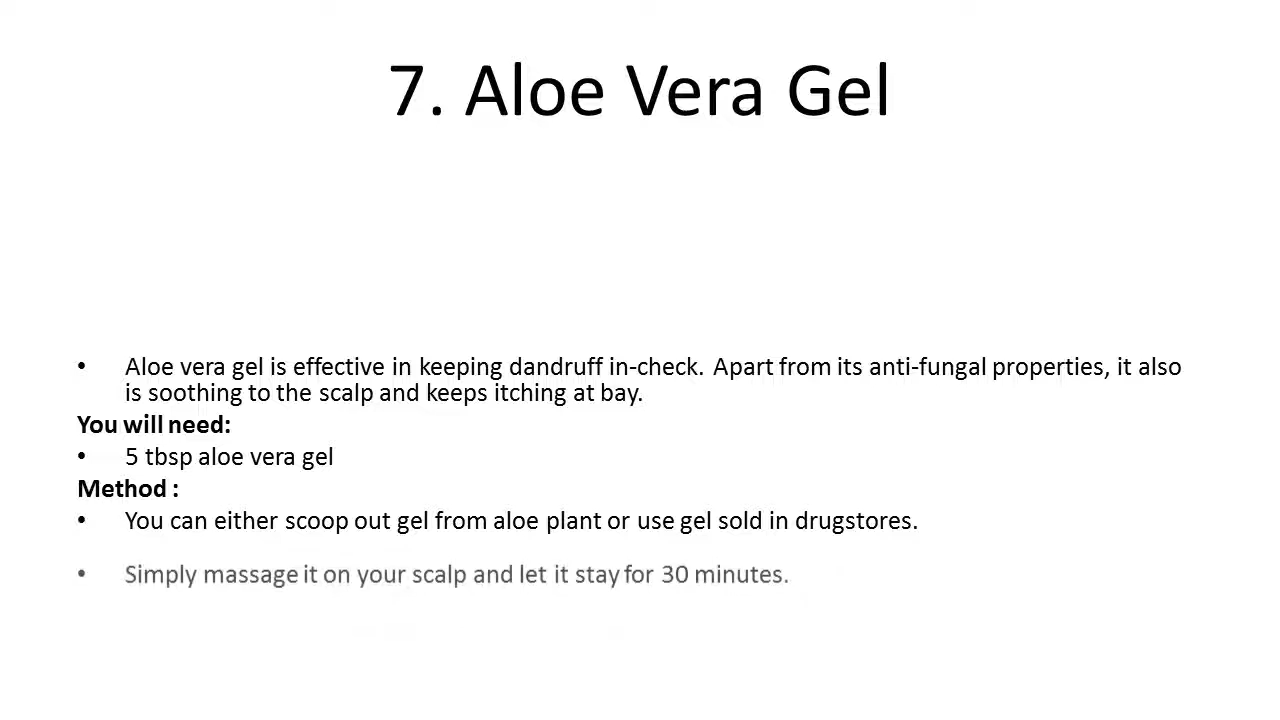 7. Aloe Vera Gel
• Aloe vera gel is effective in keeping dandruff in-check. Apart from its anti-fungal properties, it also
is soothing to the scalp and keeps itching at bay.
You will need:
• 5 tbsp aloe vera gel
Method :
• You can either scoop out gel from aloe plant or use gel sold in drugstores.
• Simply massage it on your scalp and let it stay for 30 minutes.